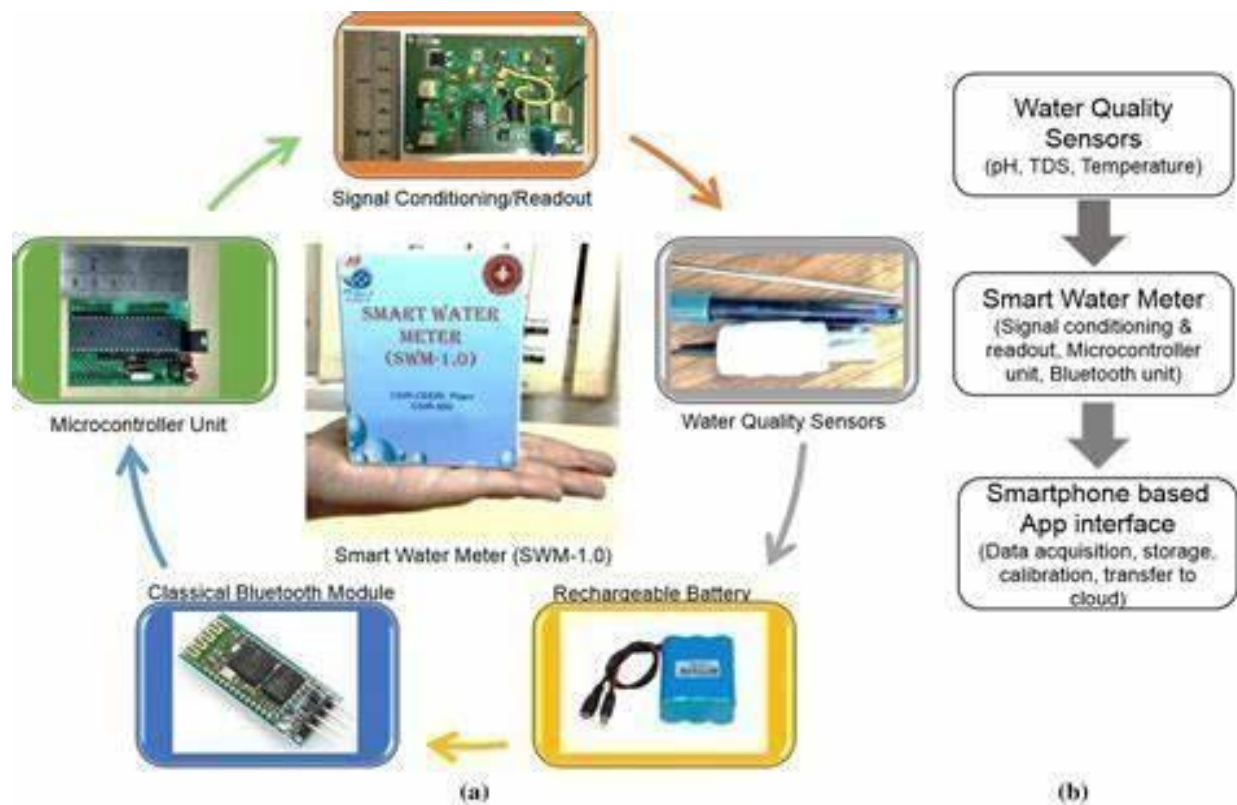 Signal Conditioning/Readout
Microcontroller Unit
SMART WATER
METER
(SWM-1.0)
Water Quality Sensors
Smart Water Meter (SWM-1.0)
Classical Bluetooth Module
Rechargeable Battery
(a)
Water Quality
Sensors
(pH, TDS, Temperature)
Smart Water Meter
(Signal conditioning &
readout, Microcontroller
unit, Bluetooth unit)
Smartphone based
App interface
(Data acquisition, storage,
calibration, transfer to
cloud)
(b)